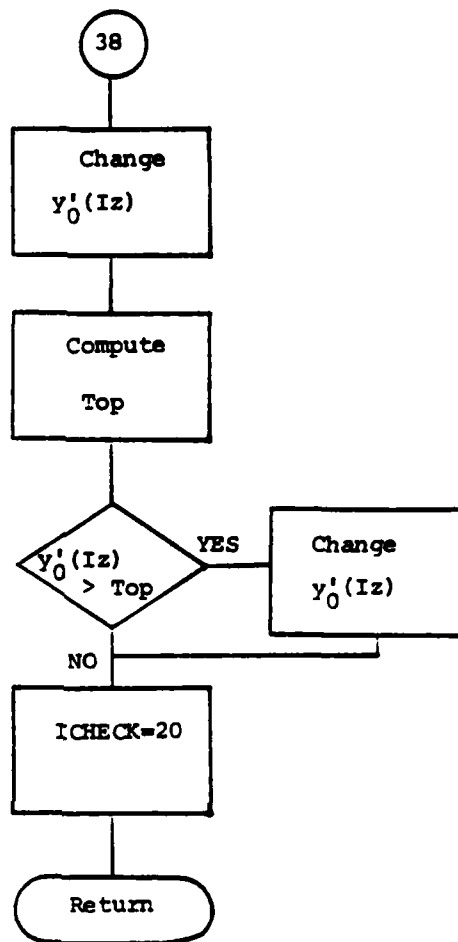 38
Change
y'₀(Iz)
Compute
Top
y'₀(Iz)
> Top
YES
Change
y'₀(Iz)
NO
ICHECK=20
Return